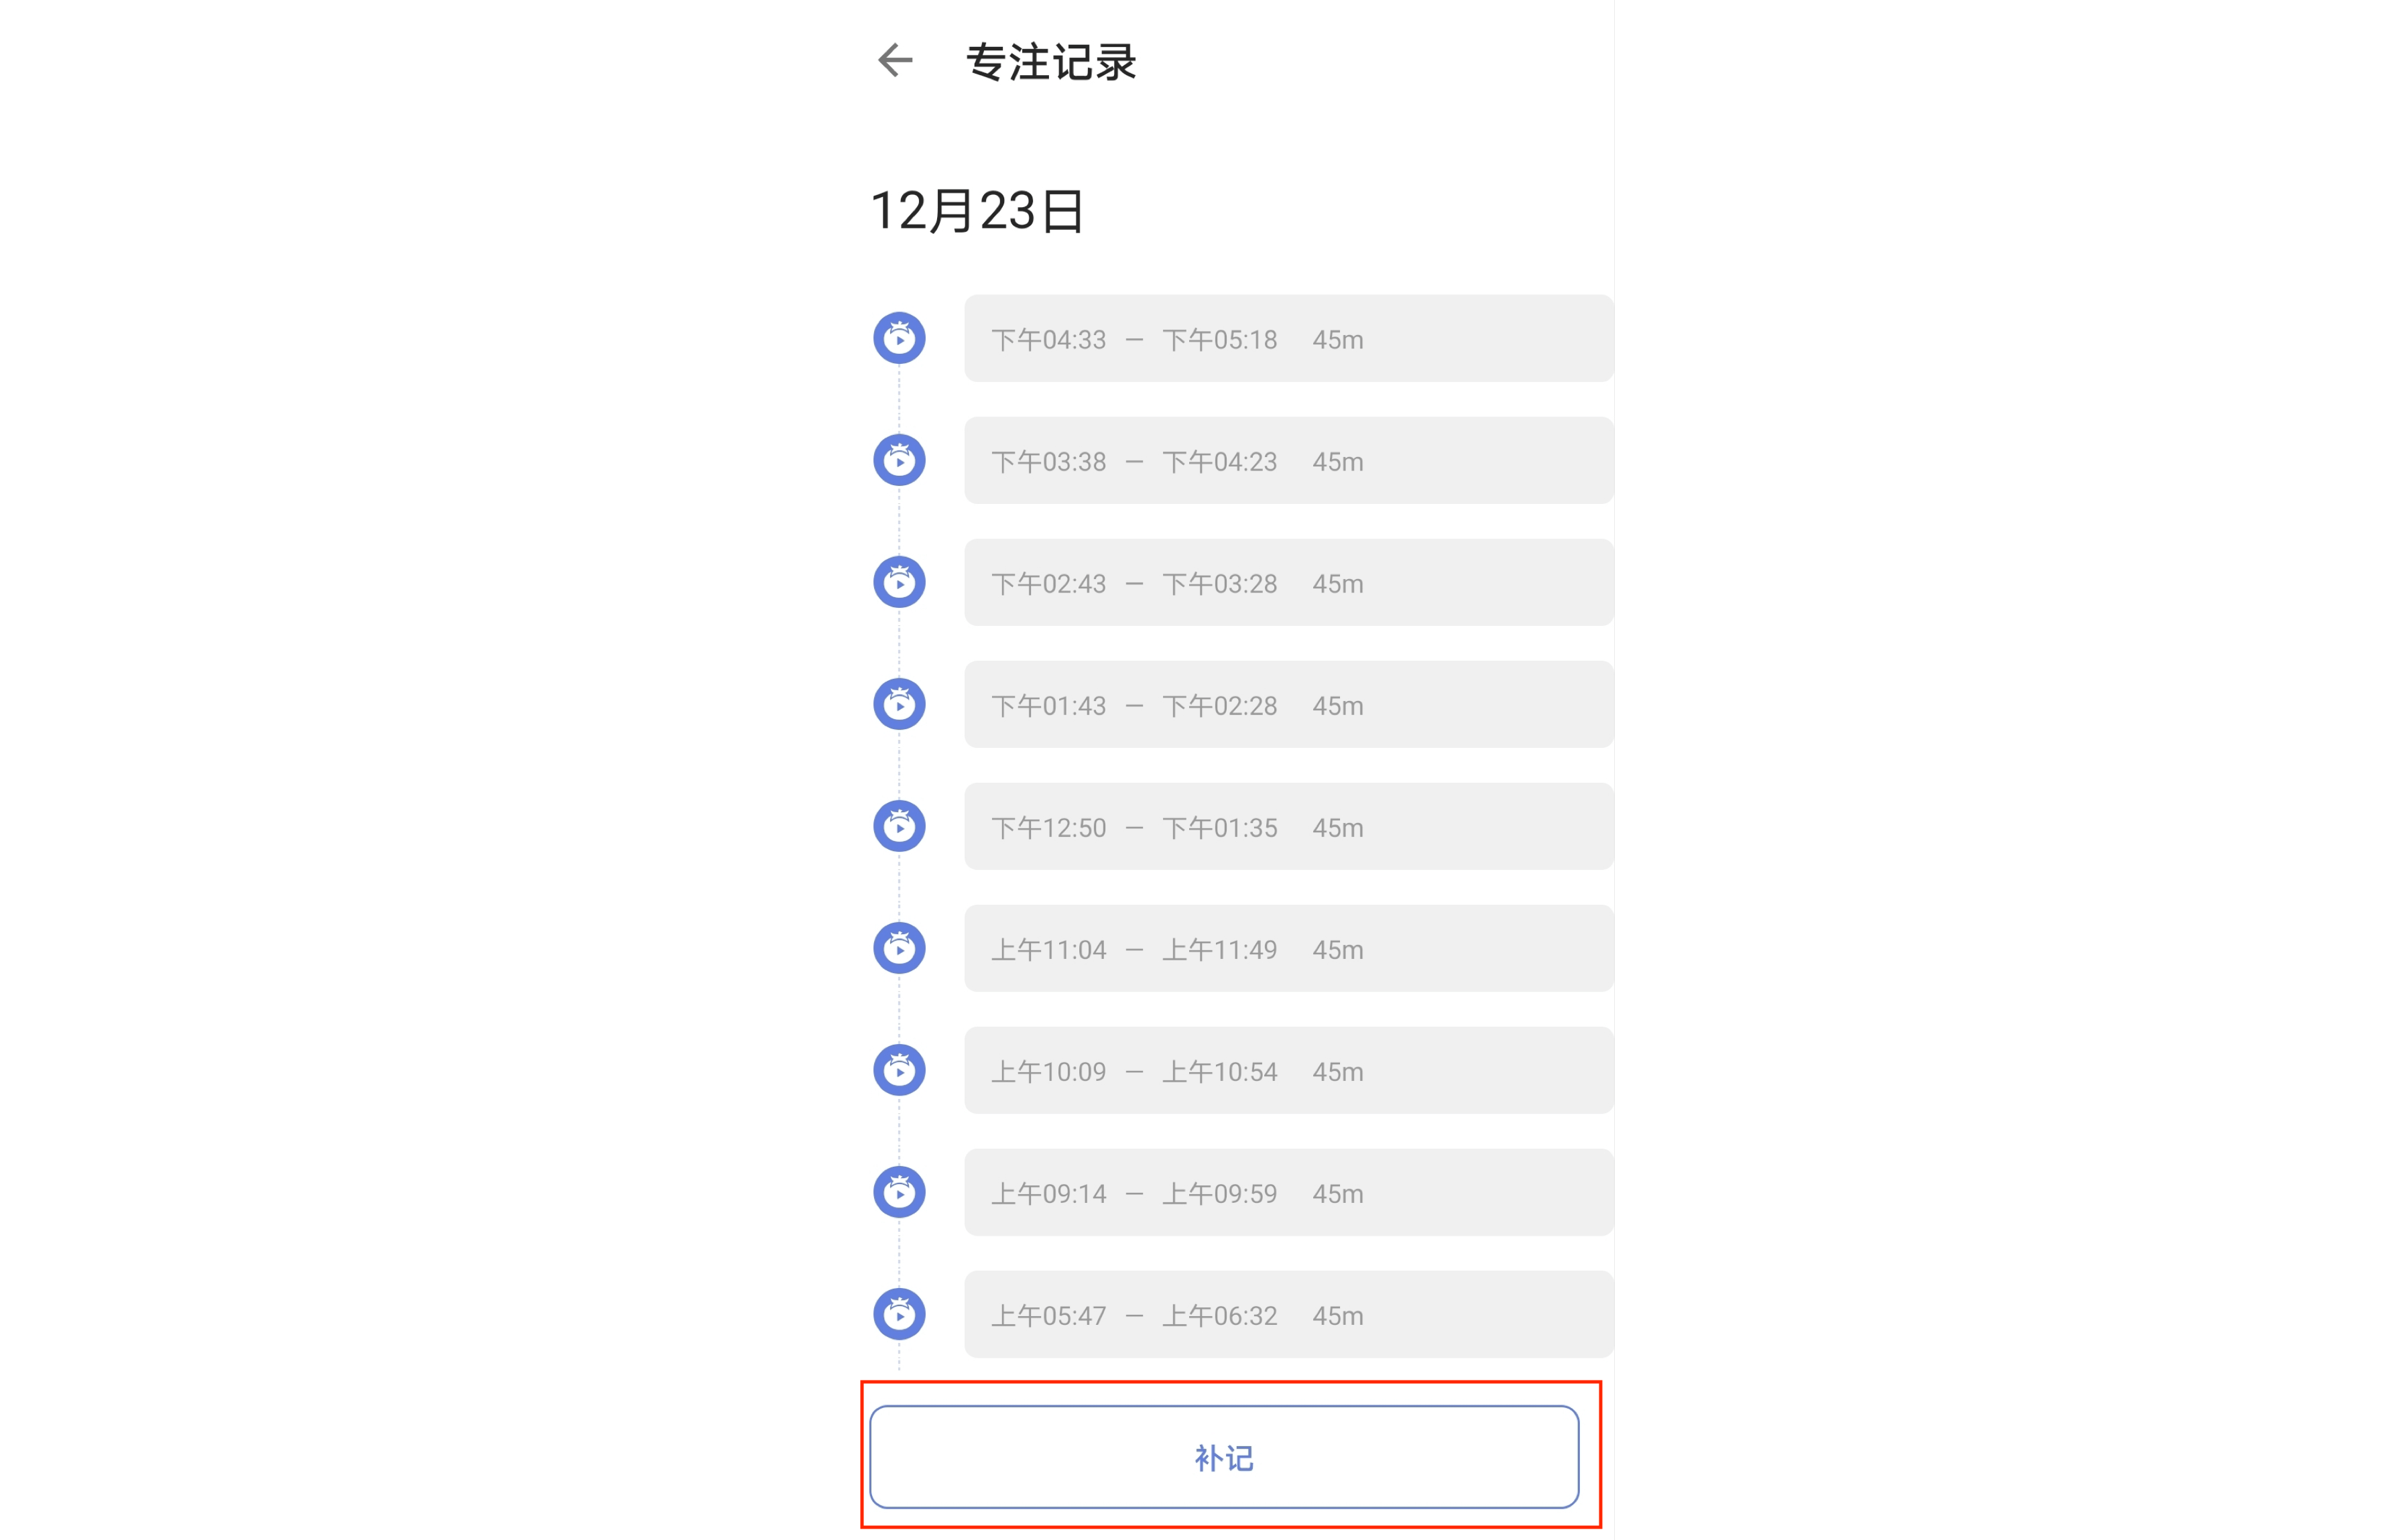 专注记录
12月23日
下午04:33 — 下午05:18 45m
下午03:38 — 下午04:23 45m
下午02:43 — 下午03:28 45m
下午01:43 — 下午02:28 45m
下午12:50 — 下午01:35 45m
上午11:04 — 上午11:49 45m
上午10:09 — 上午10:54 45m
上午09:14 — 上午09:59 45m
上午05:47 — 上午06:32 45m
补记